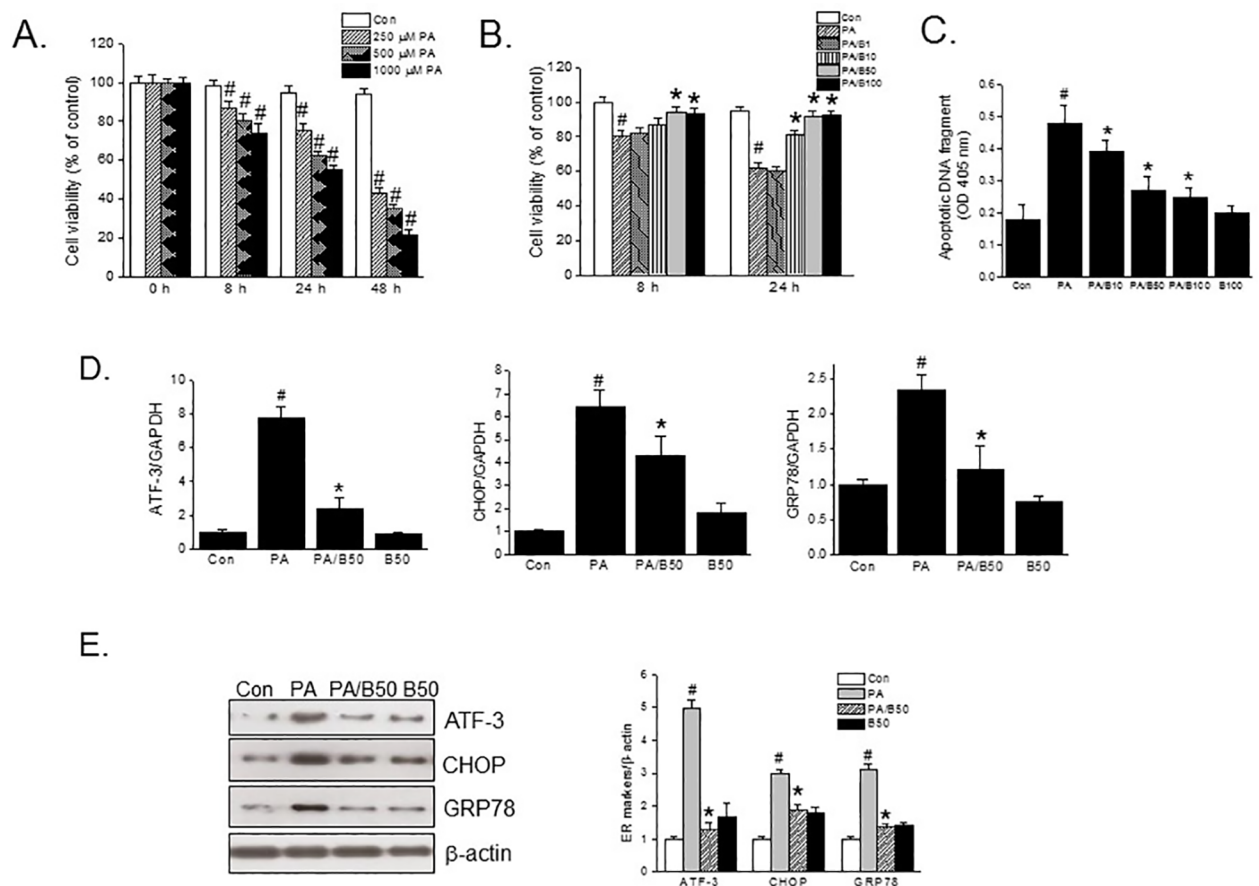 A.
Con
250 μM PA
500 μM PA
1000 μM PA
Cell viability (% of control)
120
100
80
60
40
20
0
# # #
# # #
# # #
0 h 8 h 24 h 48 h
B.
Con
PA
PA/B1
PA/B10
PA/B50
PA/B100
Cell viability (% of control)
120
100
80
60
40
20
0
# * *
# * * *
8 h 24 h
C.
Apoptotic DNA fragment
(OD 405 nm)
0.6
0.5
0.4
0.3
0.2
0.1
0.0
# * * *
Con PA PA/B10 PA/B50 PA/B100 B100
D.
ATF-3/GAPDH
10
8
6
4
2
0
# *
Con PA PA/B50 B50
CHOP/GAPDH
8
7
6
5
4
3
2
1
0
# *
Con PA PA/B50 B50
GRP78/GAPDH
2.5
2.0
1.5
1.0
0.5
0.0
# *
Con PA PA/B50 B50
E.
Con PA PA/B50 B50
ATF-3
CHOP
GRP78
β-actin
ER markers/β actin
6
5
4
3
2
1
0
Con
PA
PA/B50
B50
# * # * # *
ATF-3 CHOP GRP78